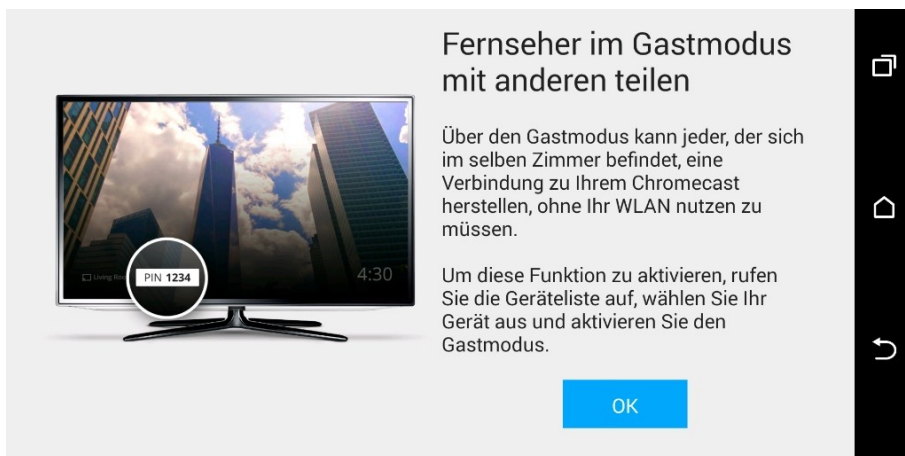 Fernseher im Gastmodus
mit anderen teilen
Über den Gastmodus kann jeder, der sich
im selben Zimmer befindet, eine
Verbindung zu Ihrem Chromecast
herstellen, ohne Ihr WLAN nutzen zu
müssen.
Um diese Funktion zu aktivieren, rufen
Sie die Geräteliste auf, wählen Sie Ihr
Gerät aus und aktivieren Sie den
Gastmodus.
OK
Living
PIN 1234
4:30